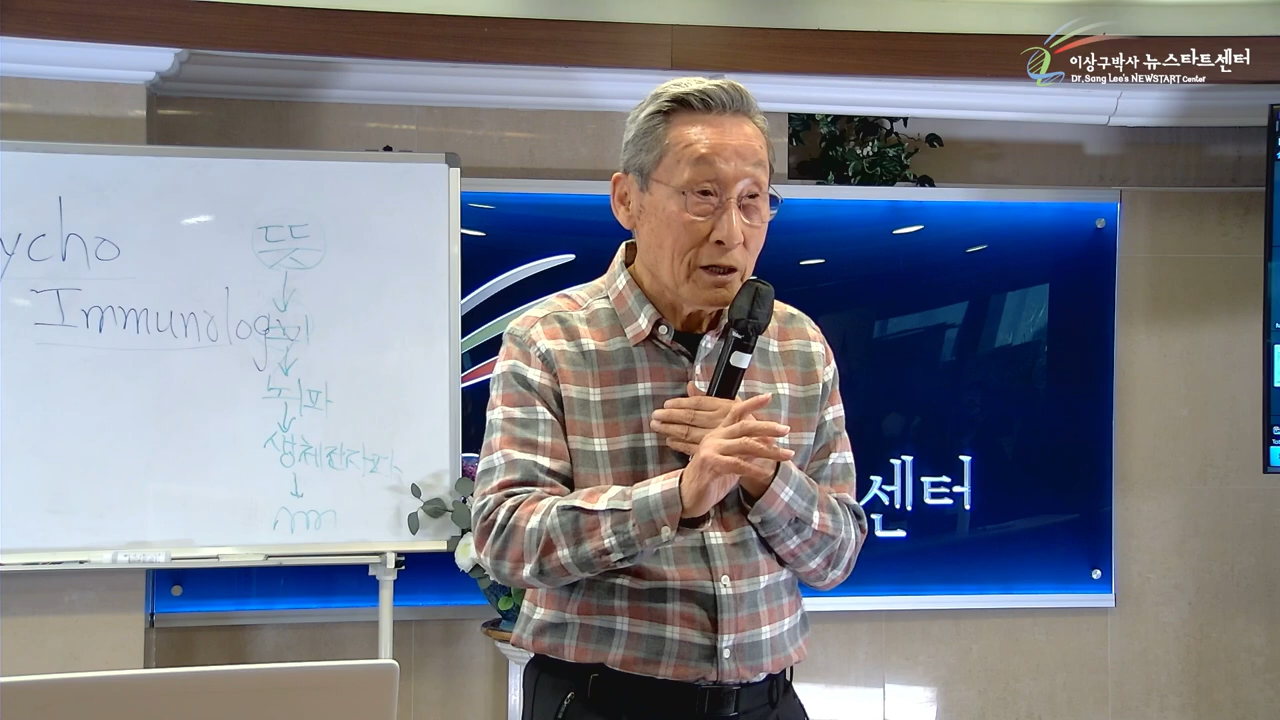 이상구박사 뉴스타트센터
Dr. Sang Lee's NEWSTART Center
ycho
Immunology
뜻
↓
↓
뇌파
↓
생체전자파
↓
센터